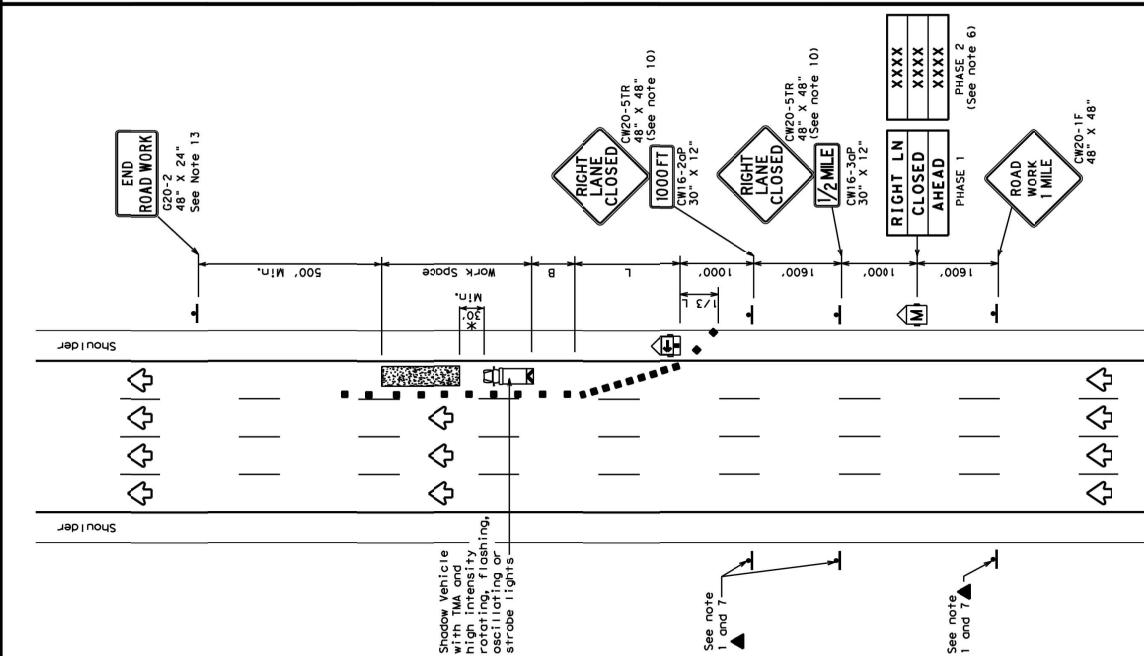 END
ROAD WORK
G20-2
48" X 24"
See Note 13
RIGHT
LANE
CLOSED
CW20-5TR
48" X 48"
(See note 10)
1000 FT
CW16-2aP
30" X 12"
RIGHT
LANE
CLOSED
CW20-5TR
48" X 48"
(See note 10)
1/2 MILE
CW16-3aP
30" X 12"
RIGHT LN
CLOSED
AHEAD
PHASE 1
XXXX
XXXX
XXXX
PHASE 2
(See note 6)
ROAD
WORK
1 MILE
CW20-1F
48" X 48"
500' Min.
Work Space
B
L
1000'
1600'
1000'
1600'
30'
Min.
*
1/3 L
M
Shoulder
Shoulder
Shadow Vehicle
with TMA and
high intensity
rotating, flashing,
oscillating or
strobe lights
See note
1 and 7
See note
1 and 7